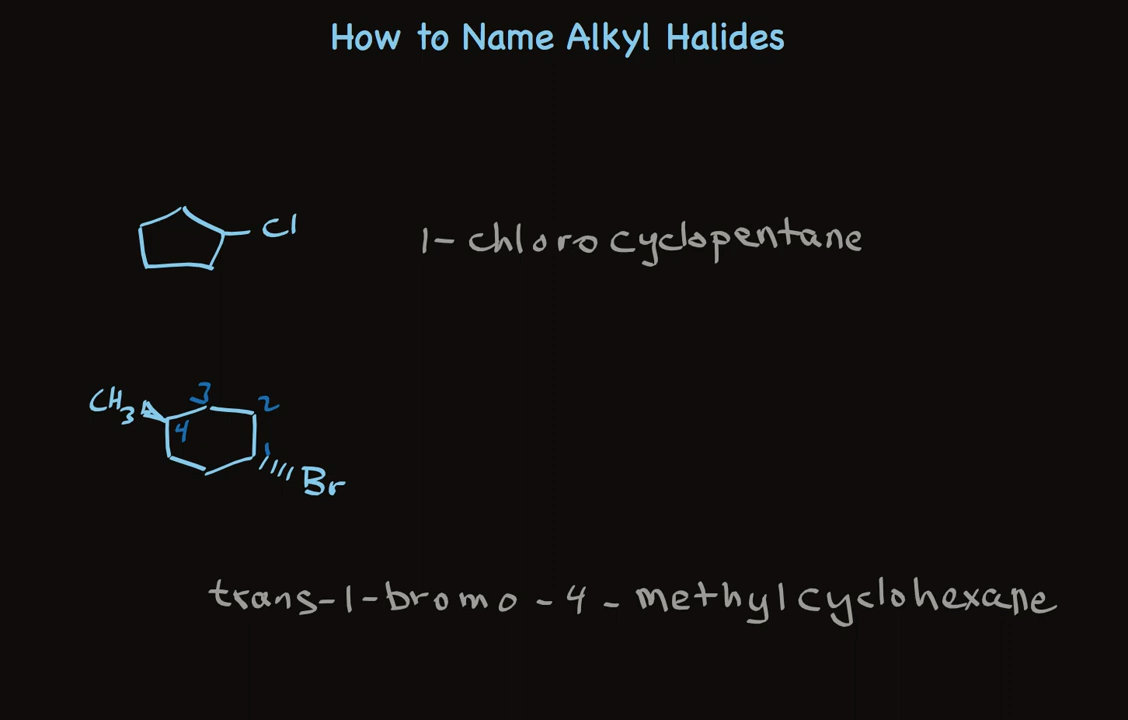 How to Name Alkyl Halides
Cl
1-chlorocyclopentane
CH3
3
2
4
1
Br
trans-1-bromo-4-methylcyclohexane